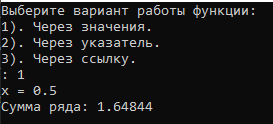 Выберите вариант работы функции:
1). Через значения.
2). Через указатель.
3). Через ссылку.
: 1
x = 0.5
Сумма ряда: 1.64844